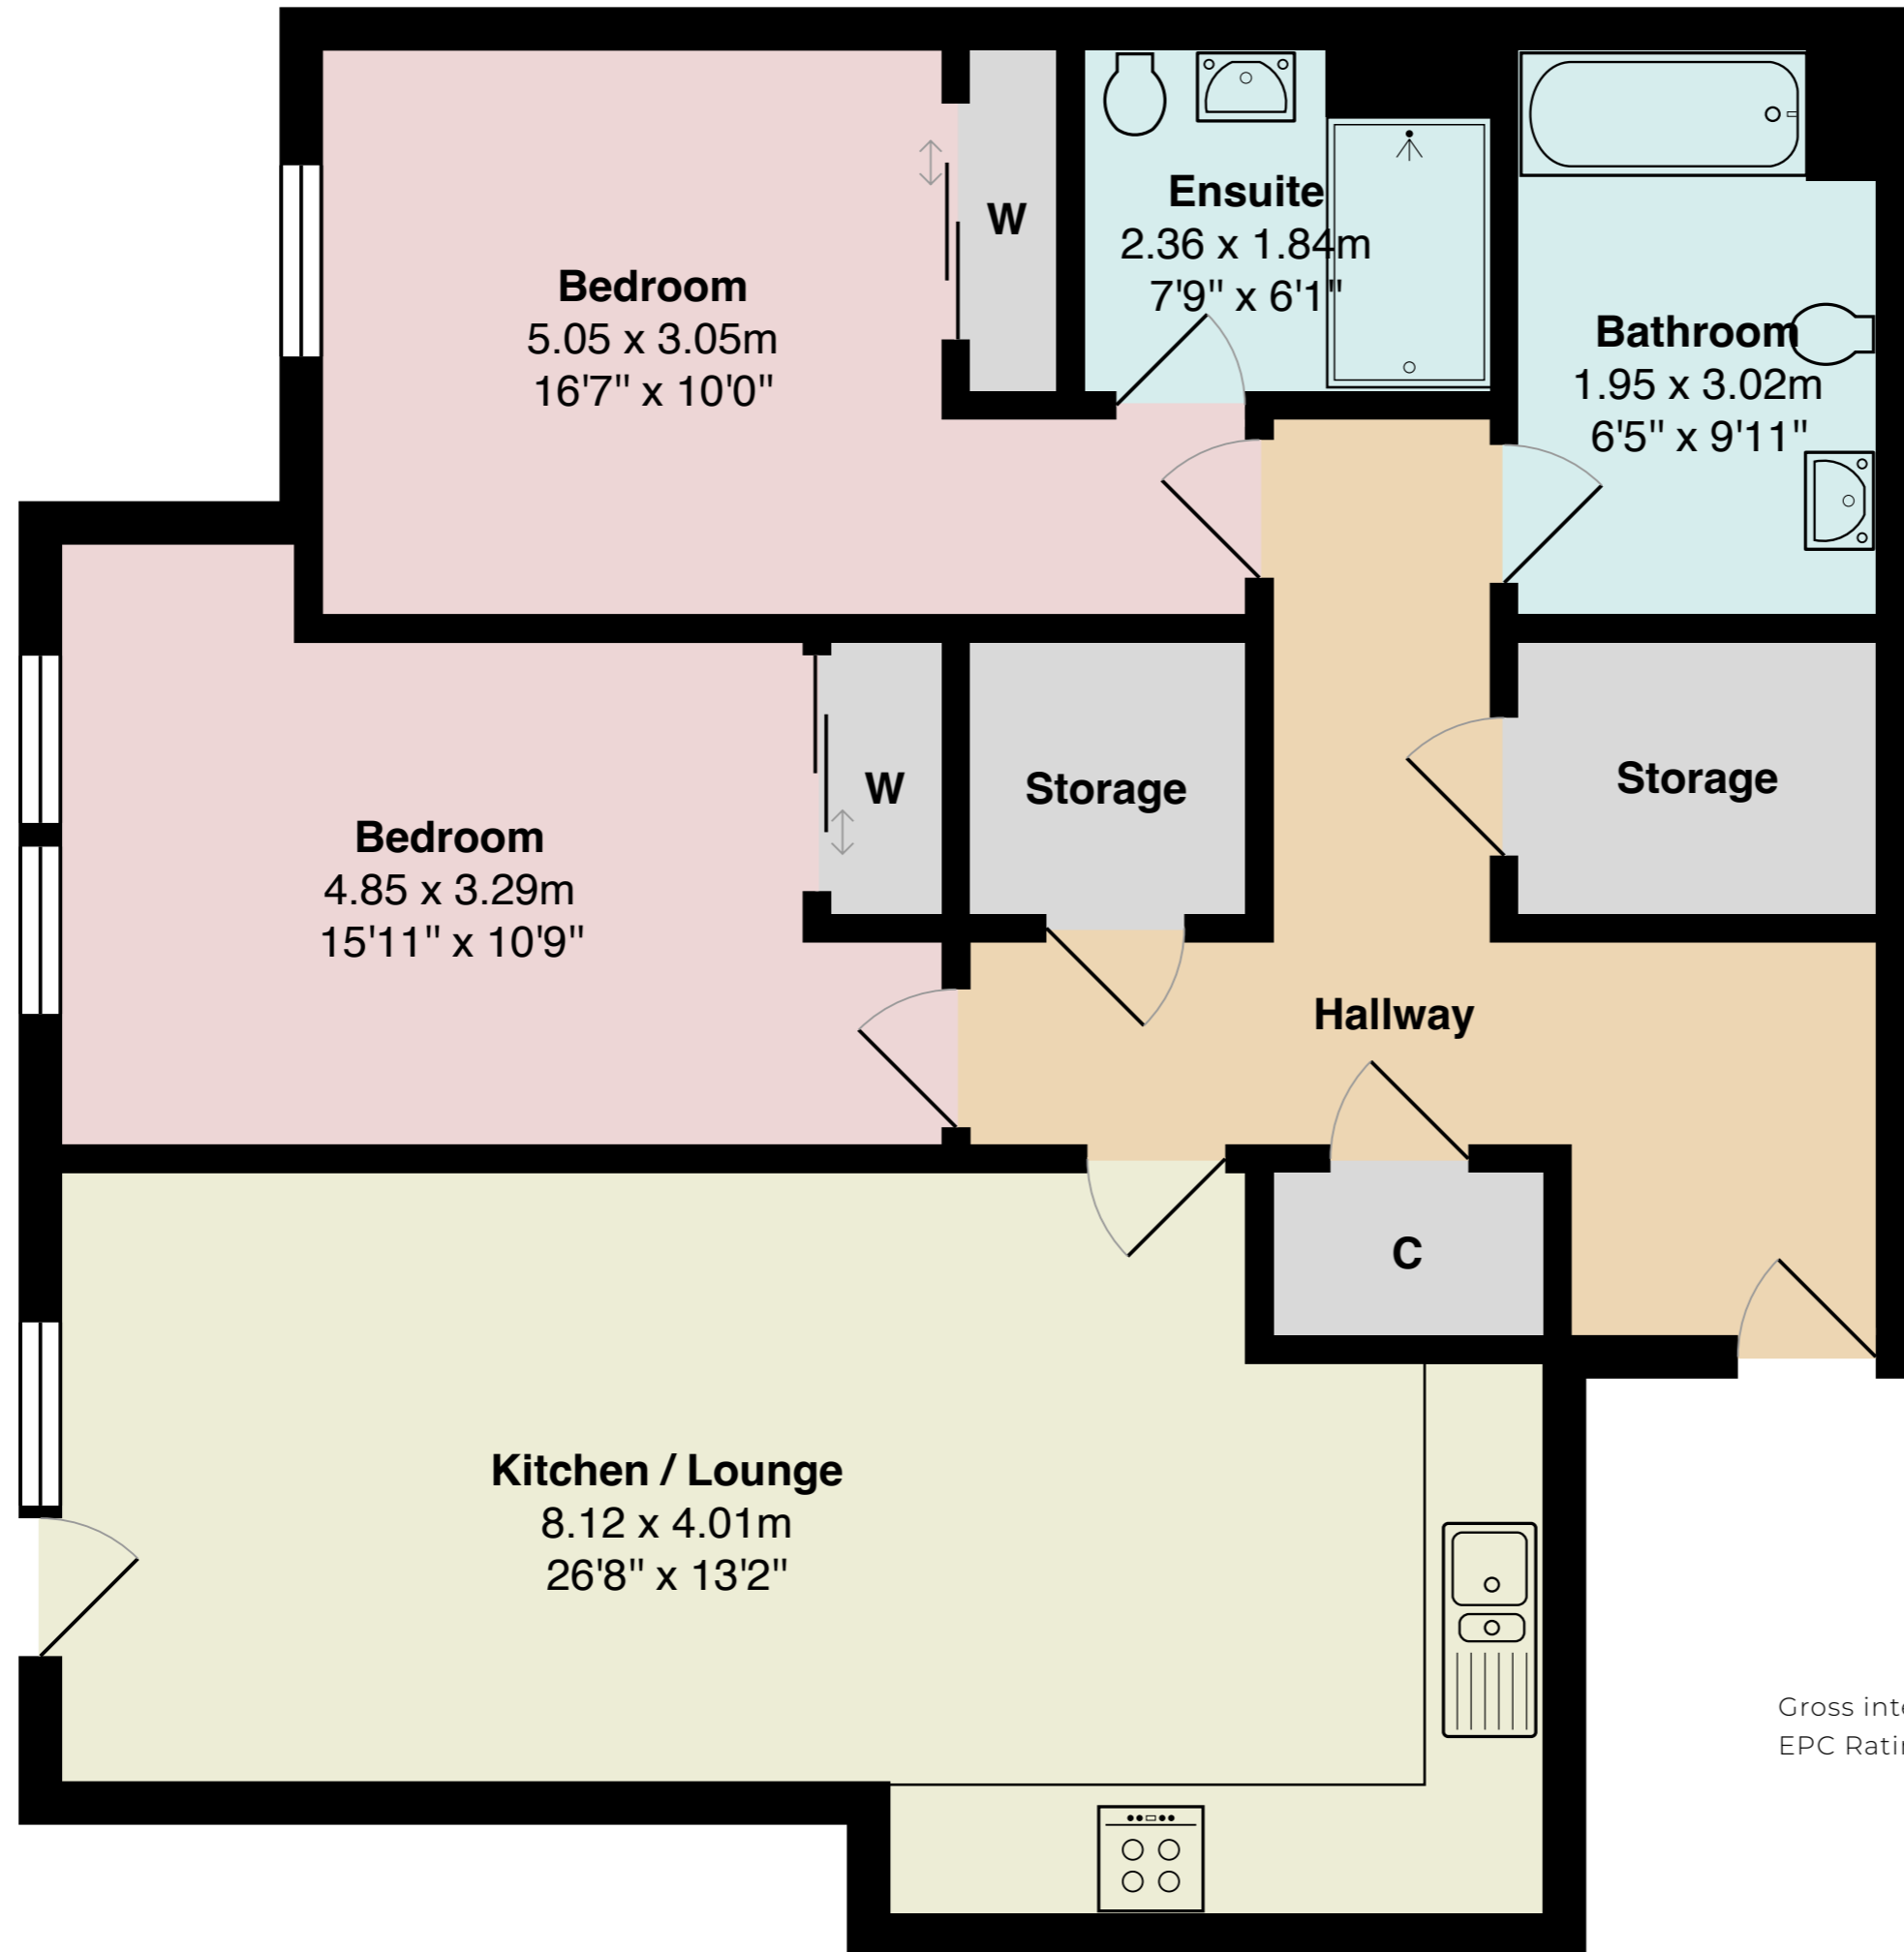 Bedroom
5.05 x 3.05m
16'7" x 10'0"
W
Ensuite
2.36 x 1.84m
7'9" x 6'1"
Bathroom
1.95 x 3.02m
6'5" x 9'11"
Bedroom
4.85 x 3.29m
15'11" x 10'9"
W
Storage
Storage
Hallway
C
Kitchen / Lounge
8.12 x 4.01m
26'8" x 13'2"
Gross
EPC